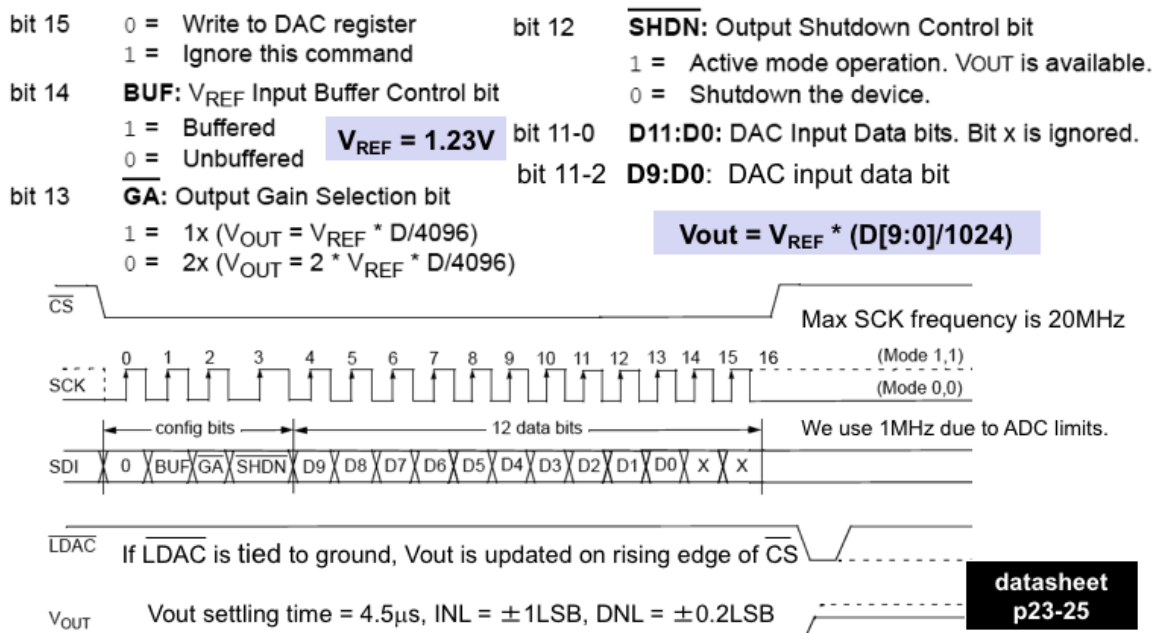 bit 15 0 = Write to DAC register
1 = Ignore this command
bit 14 BUF: VREF Input Buffer Control bit
1 = Buffered
0 = Unbuffered
VREF = 1.23V
bit 13 GA: Output Gain Selection bit
1 = 1x (VOUT = VREF * D/4096)
0 = 2x (VOUT = 2 * VREF * D/4096)
bit 12 SHDN: Output Shutdown Control bit
1 = Active mode operation. VOUT is available.
0 = Shutdown the device.
bit 11-0 D11:D0: DAC Input Data bits. Bit x is ignored.
bit 11-2 D9:D0: DAC input data bit
Vout = VREF * (D[9:0]/1024)
CS
Max SCK frequency is 20MHz
0 1 2 3 4 5 6 7 8 9 10 11 12 13 14 15 16 (Mode 1,1)
SCK (Mode 0,0)
config bits 12 data bits We use 1MHz due to ADC limits.
SDI 0 BUF GA SHDN D9 D8 D7 D6 D5 D4 D3 D2 D1 D0 X X
LDAC If LDAC is tied to ground, Vout is updated on rising edge of CS
VOUT Vout settling time = 4.5μs, INL = ±1LSB, DNL = ±0.2LSB
datasheet
p23-25